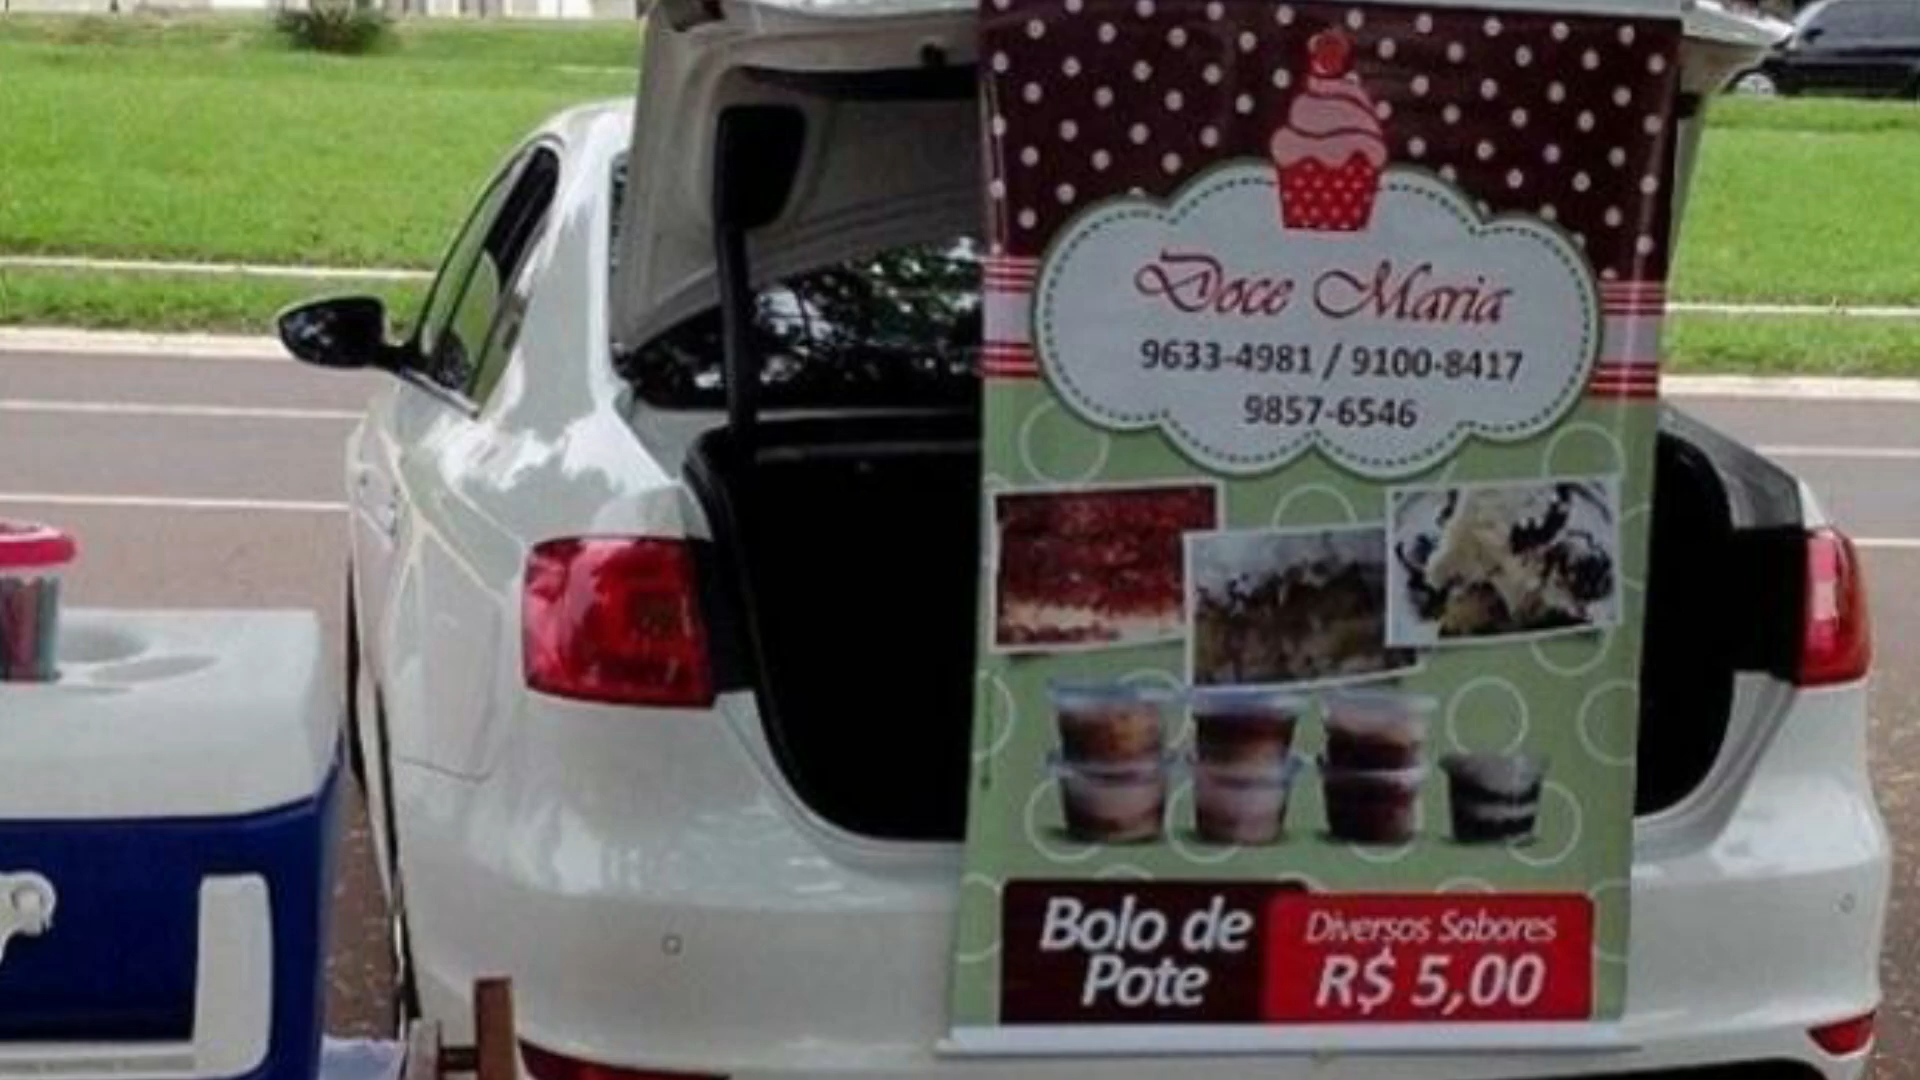 Doce Maria
9633-4981 / 9100-8417
9857-6546
Bolo de
Pote
Diversos Sabores
R$ 5,00